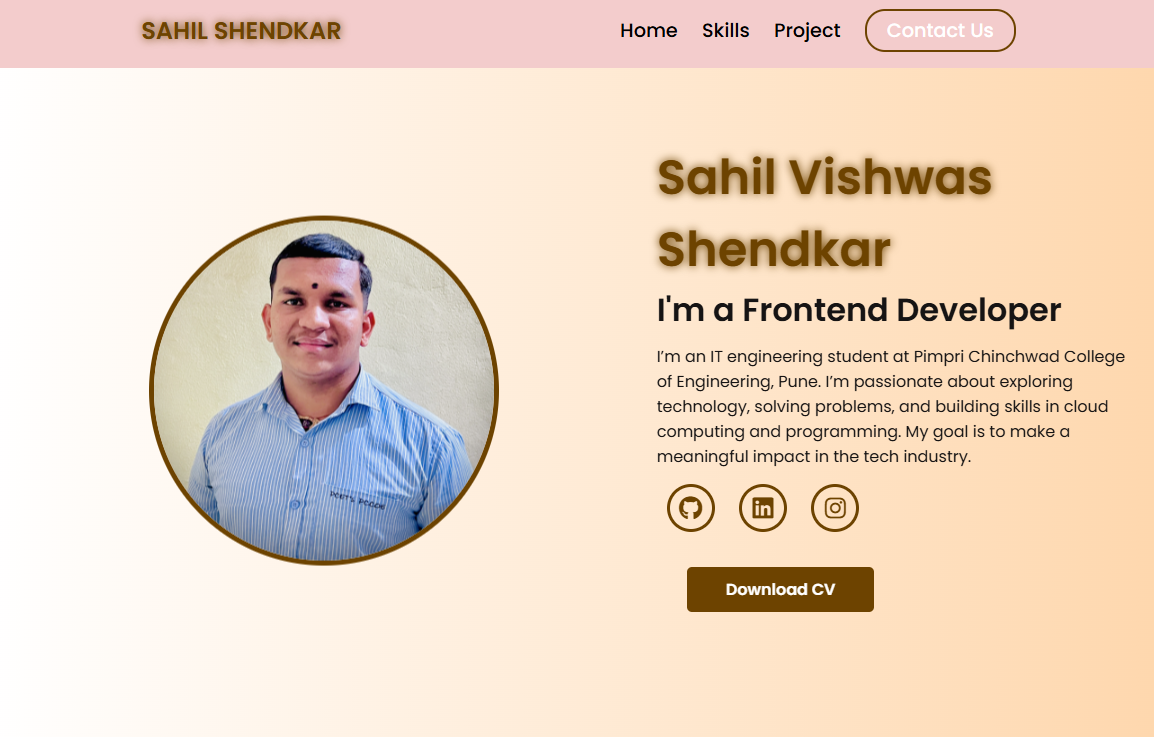 SAHIL SHENDKAR
Home Skills Project Contact Us
Sahil Vishwas
Shendkar
I'm a Frontend Developer
I’m an IT engineering student at Pimpri Chinchwad College
of Engineering, Pune. I’m passionate about exploring
technology, solving problems, and building skills in cloud
computing and programming. My goal is to make a
meaningful impact in the tech industry.
in
Download CV